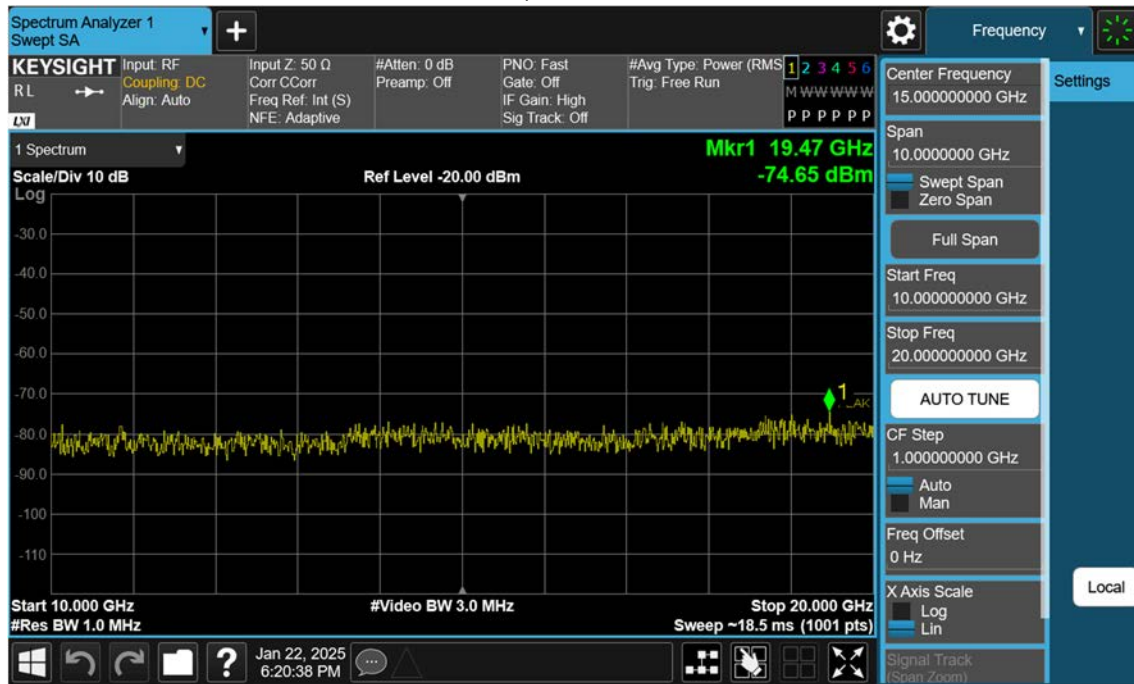 Spectrum Analyzer 1
Swept SA
+
Frequency
KEYSIGHT
R L
LXI
Input: RF
Coupling: DC
Align: Auto
Input Z: 50 Ω
Corr CCorr
Freq Ref: Int (S)
NFE: Adaptive
#Atten: 0 dB
Preamp: Off
PNO: Fast
Gate: Off
IF Gain: High
Sig Track: Off
#Avg Type: Power (RMS
Trig: Free Run
1 2 3 4 5 6
M W W W W W
P P P P P P
1 Spectrum
Scale/Div 10 dB
Log
Ref Level -20.00 dBm
Mkr1 19.47 GHz
-74.65 dBm
-30.0
-40.0
-50.0
-60.0
-70.0
-80.0
-90.0
-100
-110
1
Start 10.000 GHz
#Res BW 1.0 MHz
#Video BW 3.0 MHz
Stop 20.000 GHz
Sweep ~18.5 ms (1001 pts)
Center Frequency
15.000000000 GHz
Span
10.0000000 GHz
Swept Span
Zero Span
Full Span
Start Freq
10.000000000 GHz
Stop Freq
20.000000000 GHz
AUTO TUNE
CF Step
1.000000000 GHz
Auto
Man
Freq Offset
0 Hz
X Axis Scale
Log
Lin
Signal Track
(Span Zoom)
Settings
Local
?
Jan 22, 2025
6:20:38 PM